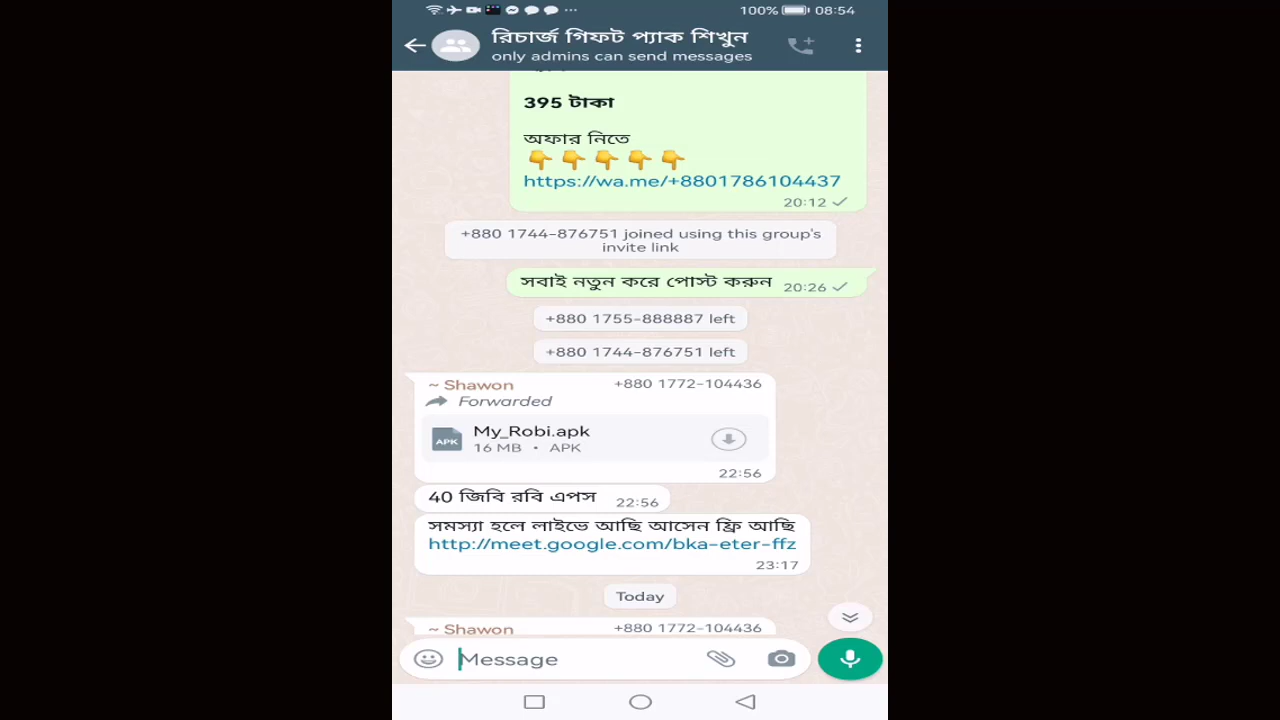 100% 08:54
রিচার্জ গিফট প্যাক শিখুন
only admins can send messages
395 টাকা
অফার নিতে
👇👇👇👇👇
https://wa.me/+8801786104437
20:12
+880 1744-876751 joined using this group's
invite link
সবাই নতুন করে পোস্ট করুন 20:26
+880 1755-888887 left
+880 1744-876751 left
~ Shawon +880 1772-104436
Forwarded
My_Robi.apk
APK
16 MB • APK
22:56
40 জিবি রবি এপস 22:56
সমস্যা হলে লাইভে আছি আসেন ফ্রি আছি
http://meet.google.com/bka-eter-ffz
23:17
Today
~ Shawon +880 1772-104436
Message